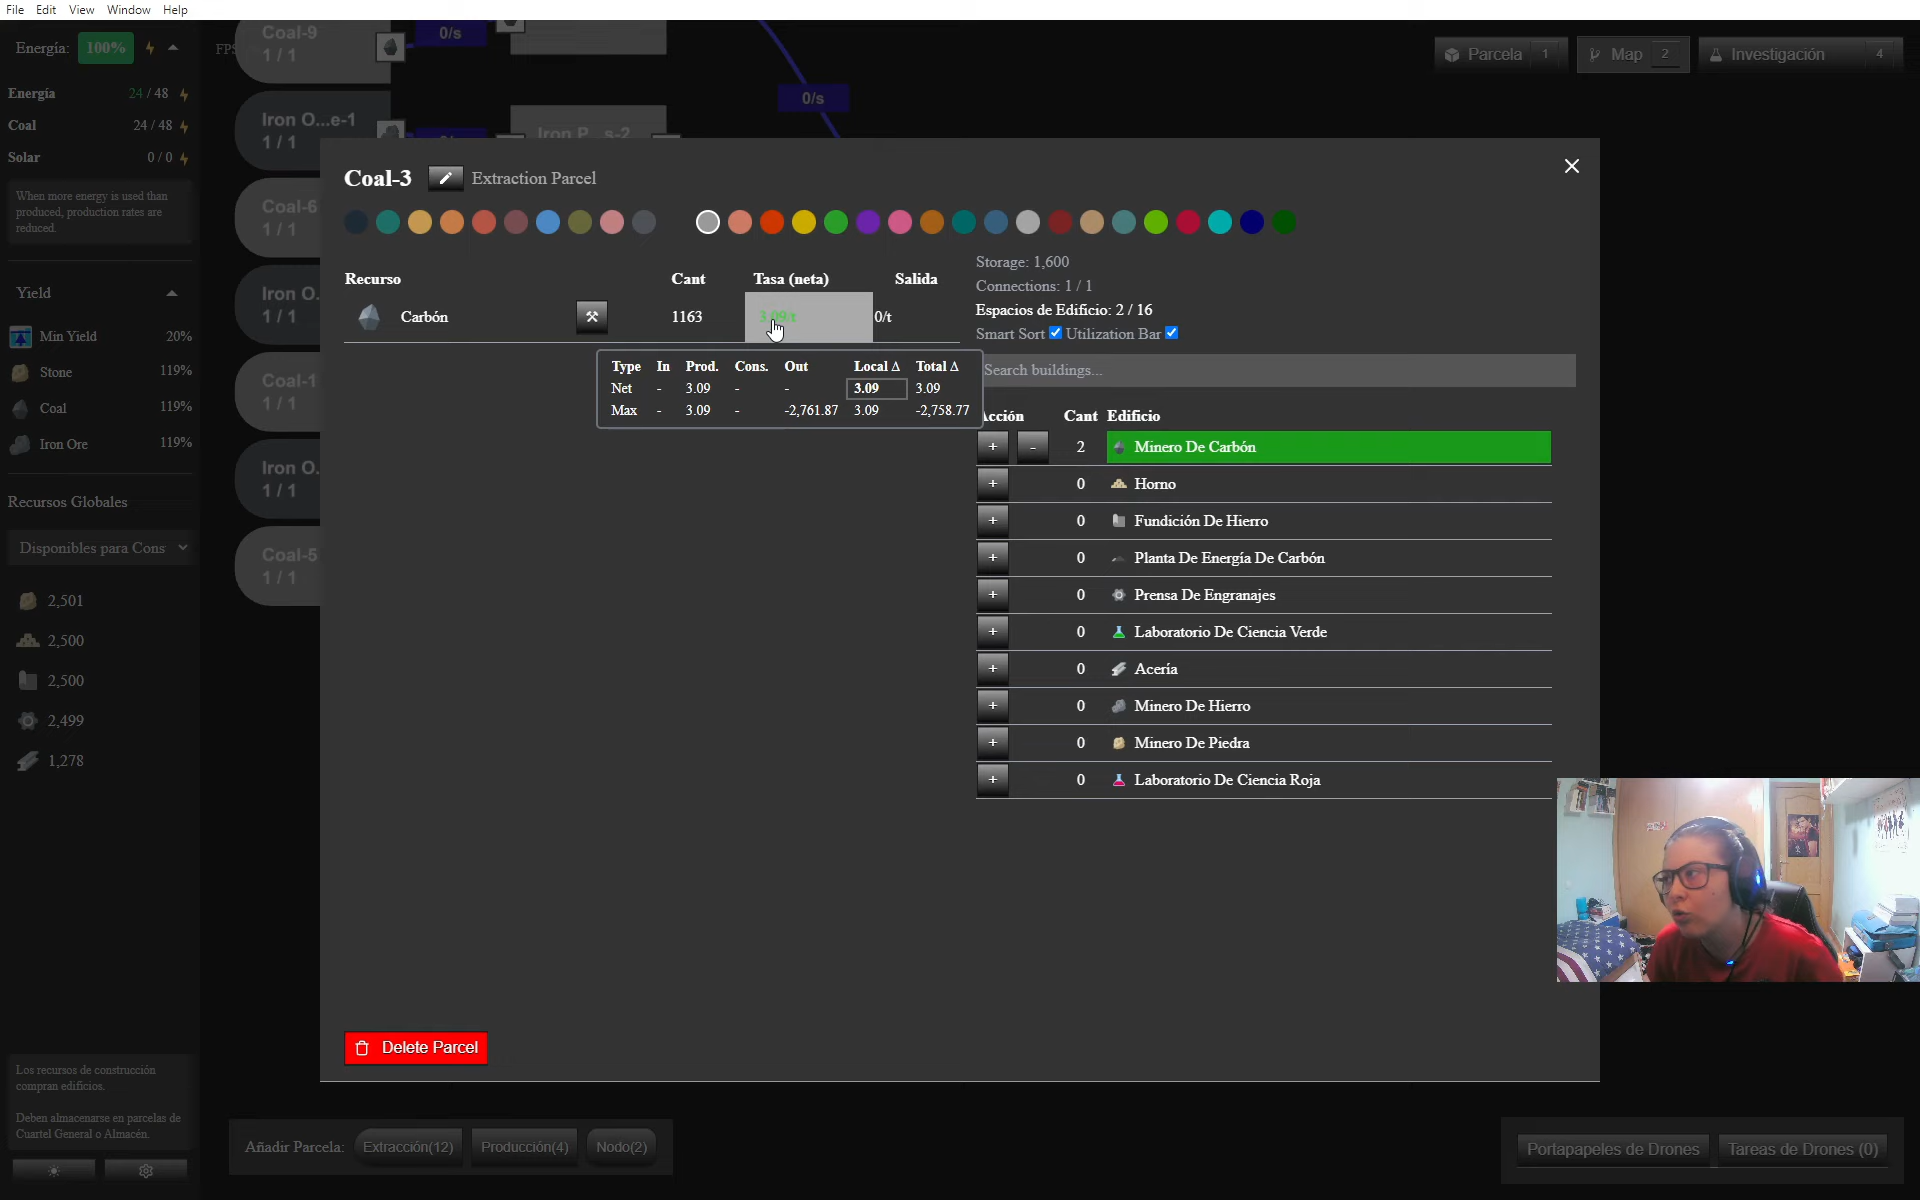 File Edit View Window Help
Energía: 100%
FPS
Energía 24 / 48
Coal 24 / 48
Solar 0 / 0
When more energy is used than
produced, production rates are
reduced.
Yield
Min Yield 20%
Stone 119%
Coal 119%
Iron Ore 119%
Recursos Globales
Disponibles para Cons
2,501
2,500
2,500
2,499
1,278
Los recursos de construcción
compran edificios.
Deben almacenarse en parcelas de
Cuartel General o Almacén.
Coal-9
1 / 1
0/s
Iron O...e-1
1 / 1
Iron P...s-2
0/s
Coal-6
1 / 1
Iron O.
1 / 1
Coal-1
1 / 1
Iron O.
1 / 1
Coal-5
1 / 1
Parcela 1
Map 2
Investigación 4
Coal-3 Extraction Parcel
Recurso Cant Tasa (neta) Salida
Carbón 1163 3.09/t 0/t
Type In Prod. Cons. Out Local Δ Total Δ
Net - 3.09 - - 3.09 3.09
Max - 3.09 - -2,761.87 3.09 -2,758.77
Storage: 1,600
Connections: 1 / 1
Espacios de Edificio: 2 / 16
Smart Sort Utilization Bar
Search buildings...
Acción Cant Edificio
+ - 2 Minero De Carbón
+ 0 Horno
+ 0 Fundición De Hierro
+ 0 Planta De Energía De Carbón
+ 0 Prensa De Engranajes
+ 0 Laboratorio De Ciencia Verde
+ 0 Acería
+ 0 Minero De Hierro
+ 0 Minero De Piedra
+ 0 Laboratorio De Ciencia Roja
Delete Parcel
Añadir Parcela: Extracción(12) Producción(4) Nodo(2)
Portapapeles de Drones Tareas de Drones (0)